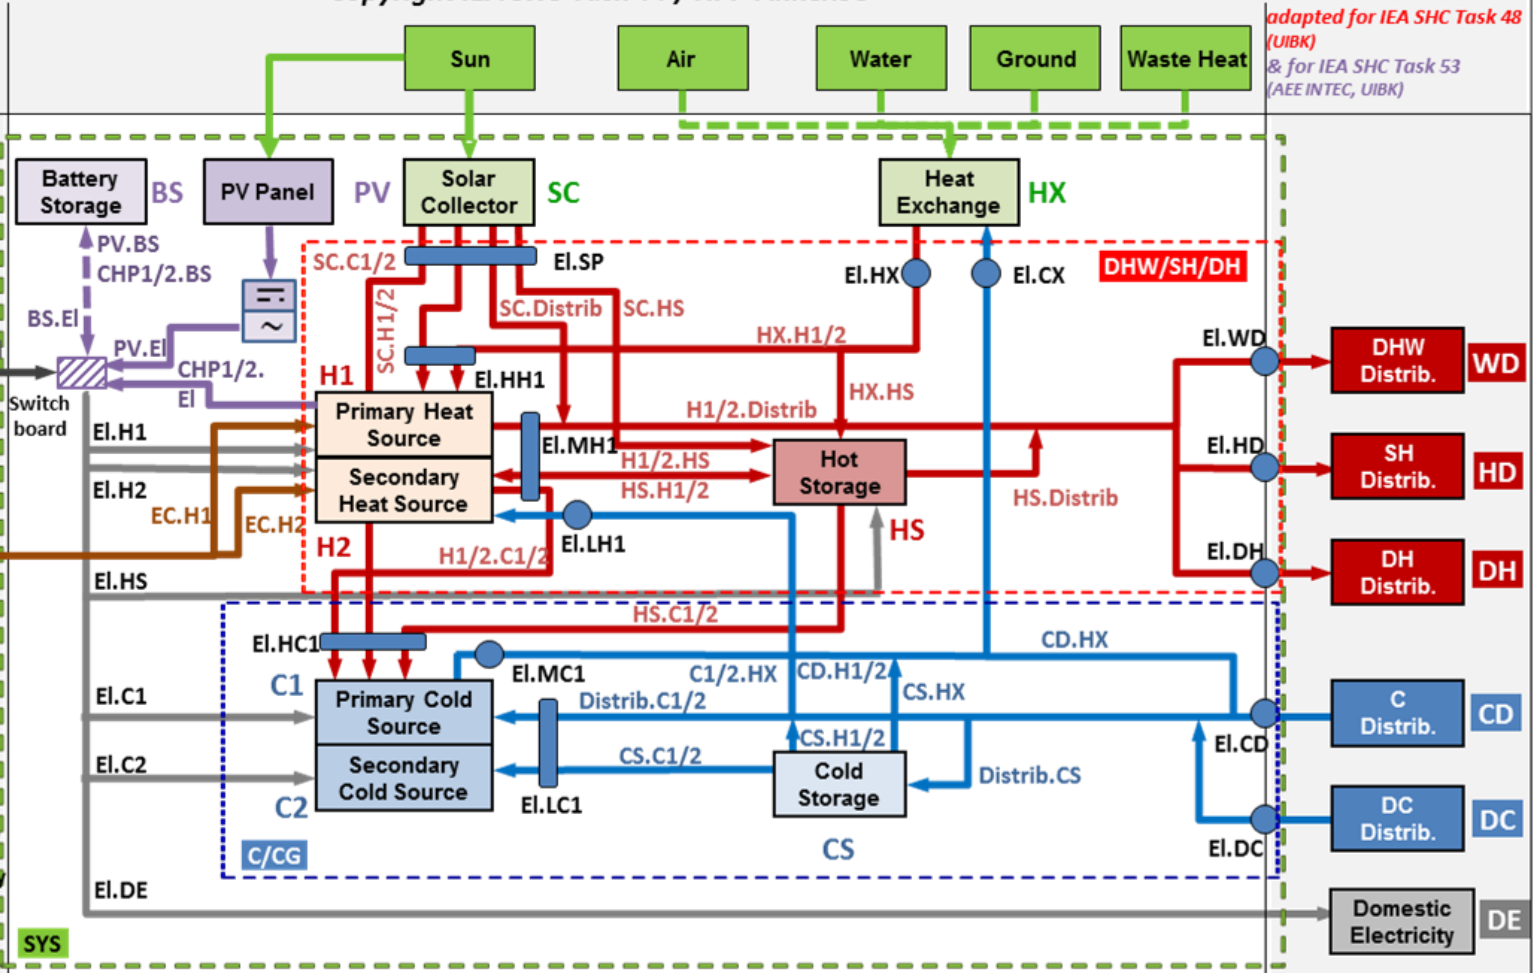 adapted for IEA SHC Task 48
(UIBK)
& for IEA SHC Task 53
(AEE INTEC, UIBK)
Sun
Air
Water
Ground
Waste Heat
Battery
Storage
BS
PV Panel
PV
Solar
Collector
SC
Heat
Exchange
HX
PV.BS
CHP1/2.BS
BS.El
PV.El
CHP1/2.
El
Switch
board
SC.C1/2
El.SP
El.HX
El.CX
DHW/SH/DH
SC.H1/2
SC.Distrib
SC.HS
HX.H1/2
El.WD
DHW
Distrib.
WD
H1
El.HH1
HX.HS
Primary Heat
Source
H1/2.Distrib
El.H1
El.MH1
El.HD
SH
Distrib.
HD
H1/2.HS
Hot
Storage
Secondary
Heat Source
HS.H1/2
HS.Distrib
El.H2
EC.H1
EC.H2
HS
H2
El.LH1
H1/2.C1/2
El.DH
DH
Distrib.
DH
El.HS
HS.C1/2
El.HC1
CD.HX
El.MC1
C1/2.HX
CD.H1/2
C1
El.C1
Primary Cold
Source
Distrib.C1/2
CS.HX
C
Distrib.
CD
El.CD
CS.H1/2
El.C2
Secondary
Cold Source
CS.C1/2
Cold
Storage
Distrib.CS
C2
El.LC1
DC
Distrib.
DC
El.DC
CS
C/CG
El.DE
Domestic
Electricity
DE
SYS